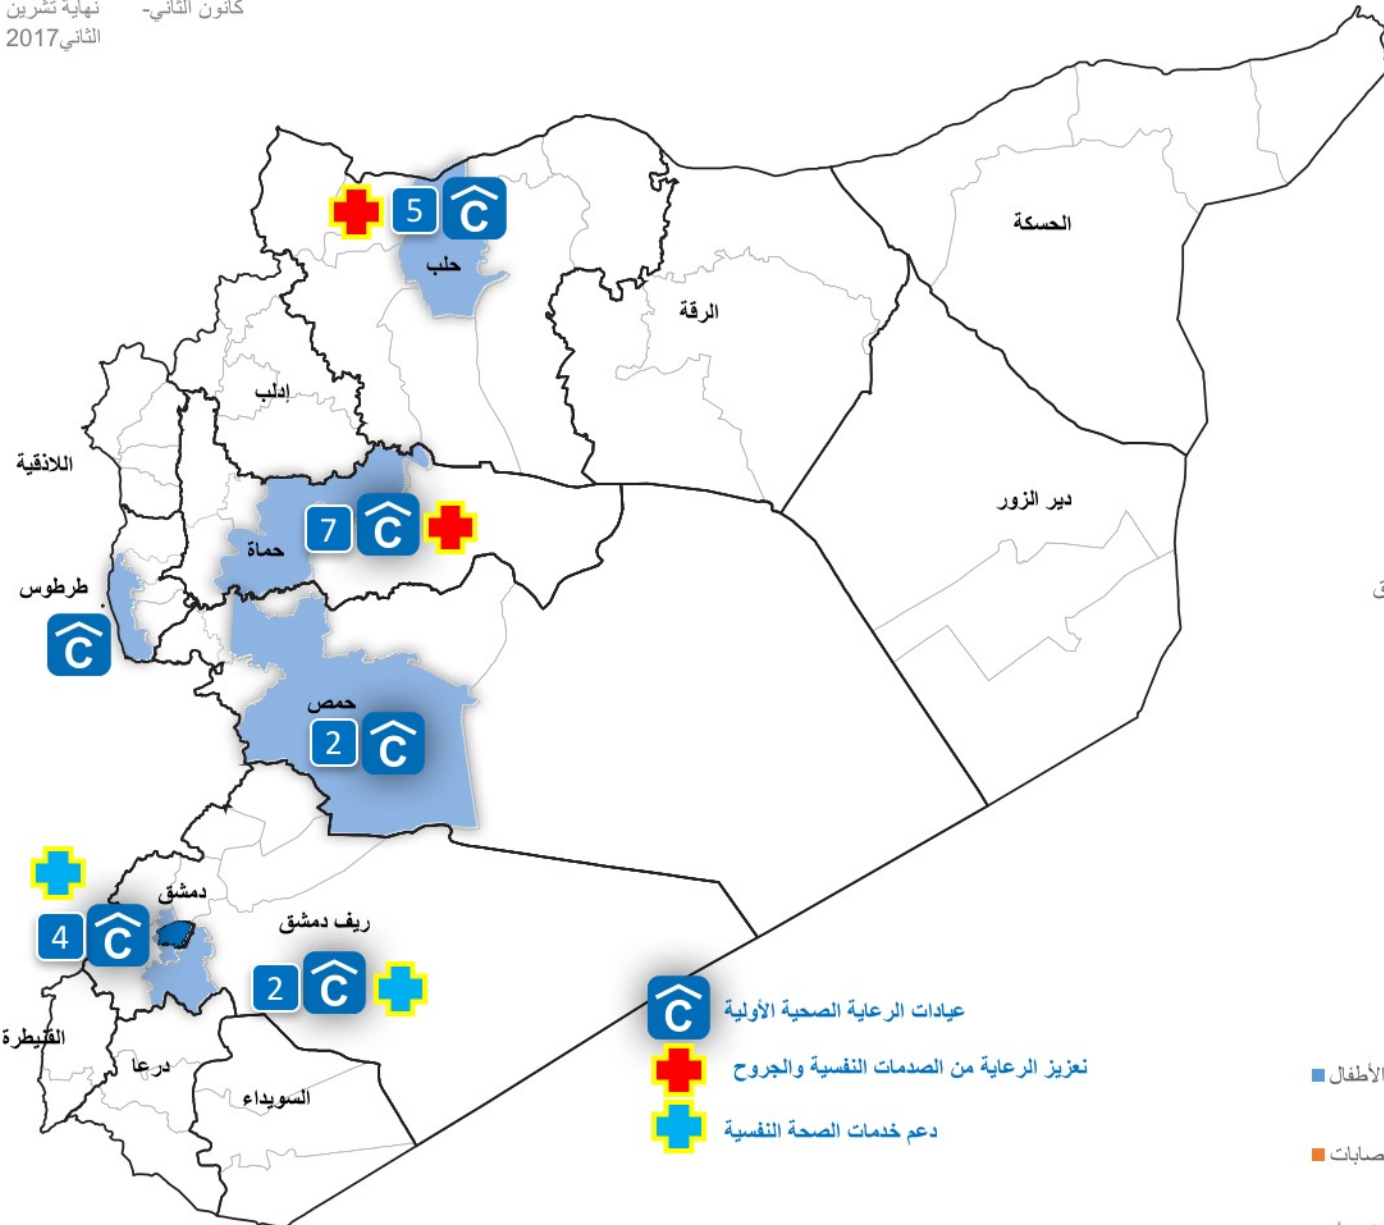 كانون الثاني- نهاية تشرين
الثاني2017
الحسكة
5
C
حلب
الرقة
إدلب
اللاذقية
دير الزور
7
C
حماة
طرطوس
C
حمص
2
C
دمشق
4
C
ريف دمشق
2
C
القنيطرة
درعا
السويداء
C
عيادات الرعاية الصحية الأولية
نعزيز الرعاية من الصدمات النفسية والجروح
دعم خدمات الصحة النفسية
الأطفال